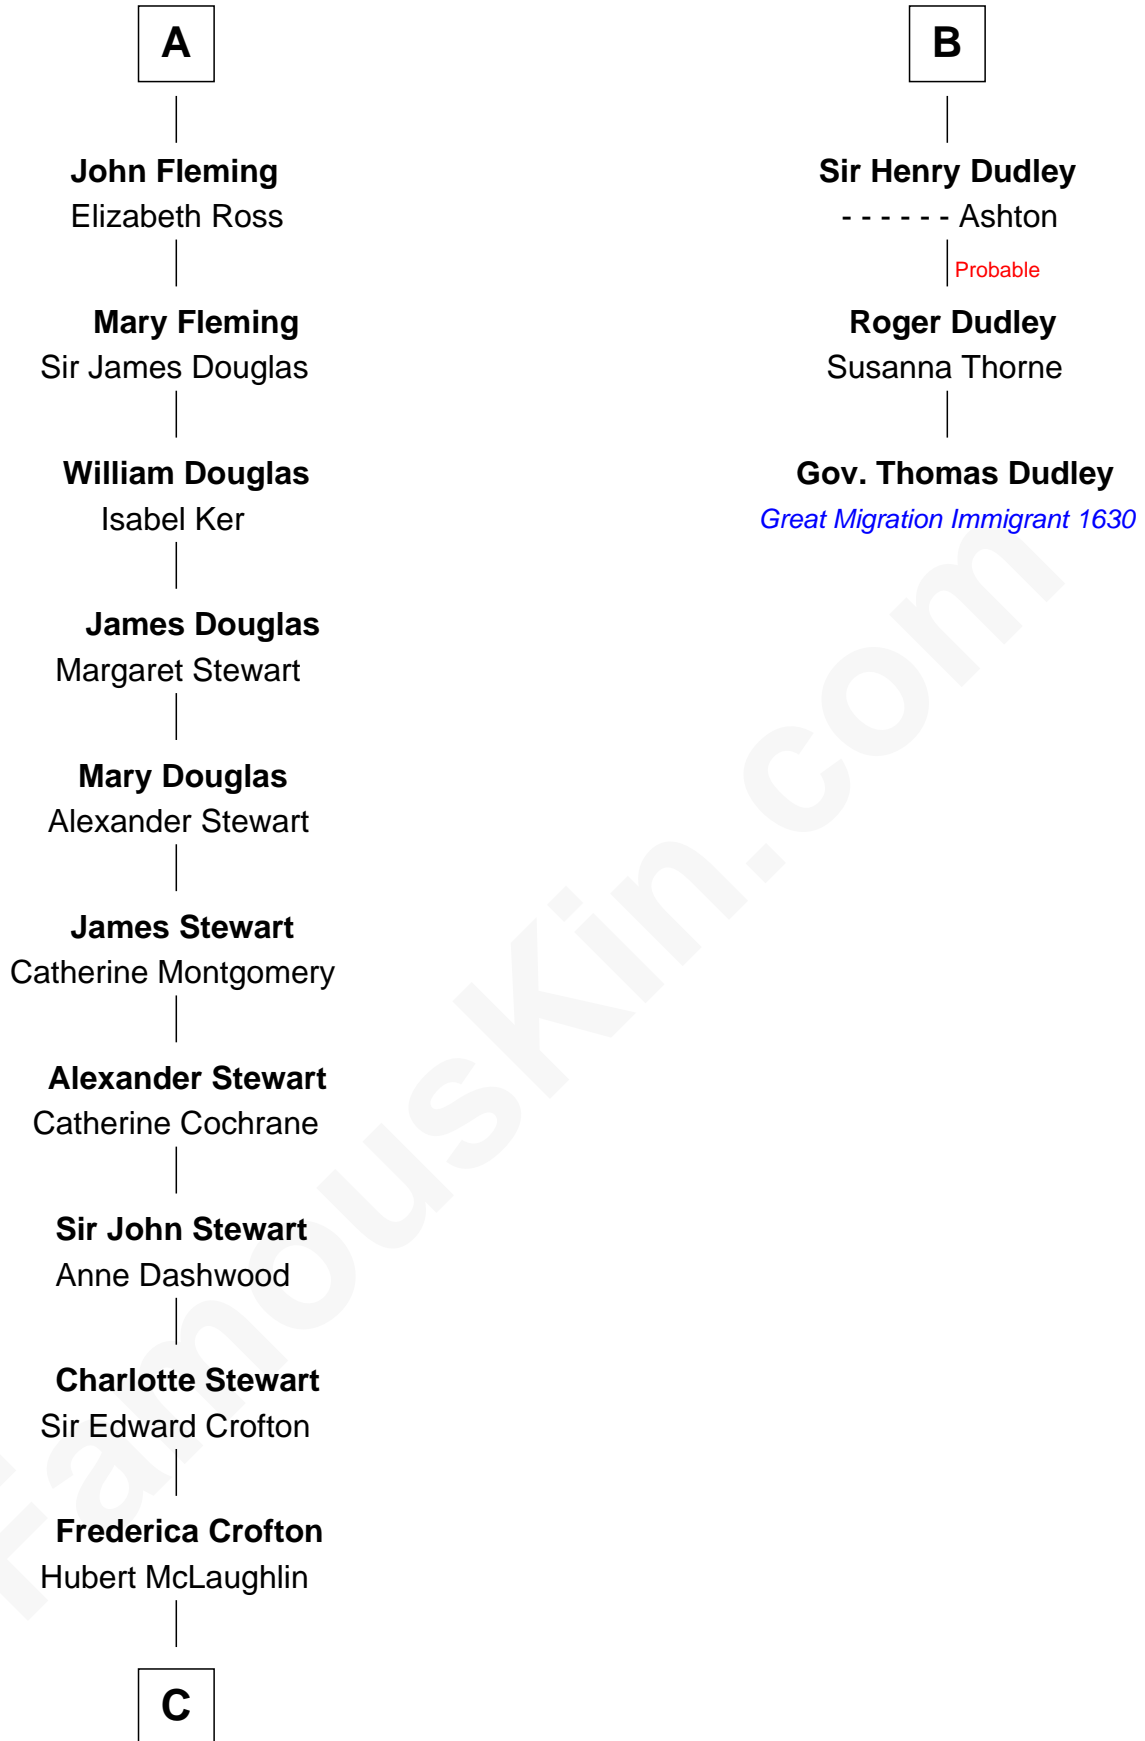 A
John Fleming
Elizabeth Ross
Mary Fleming
Sir James Douglas
William Douglas
Isabel Ker
James Douglas
Margaret Stewart
Mary Douglas
Alexander Stewart
James Stewart
Catherine Montgomery
Alexander Stewart
Catherine Cochrane
Sir John Stewart
Anne Dashwood
Charlotte Stewart
Sir Edward Crofton
Frederica Crofton
Hubert McLaughlin
C
B
Sir Henry Dudley
- - - - - - Ashton
Probable
Roger Dudley
Susanna Thorne
Gov. Thomas Dudley
Great Migration Immigrant 1630
FamousKin.com